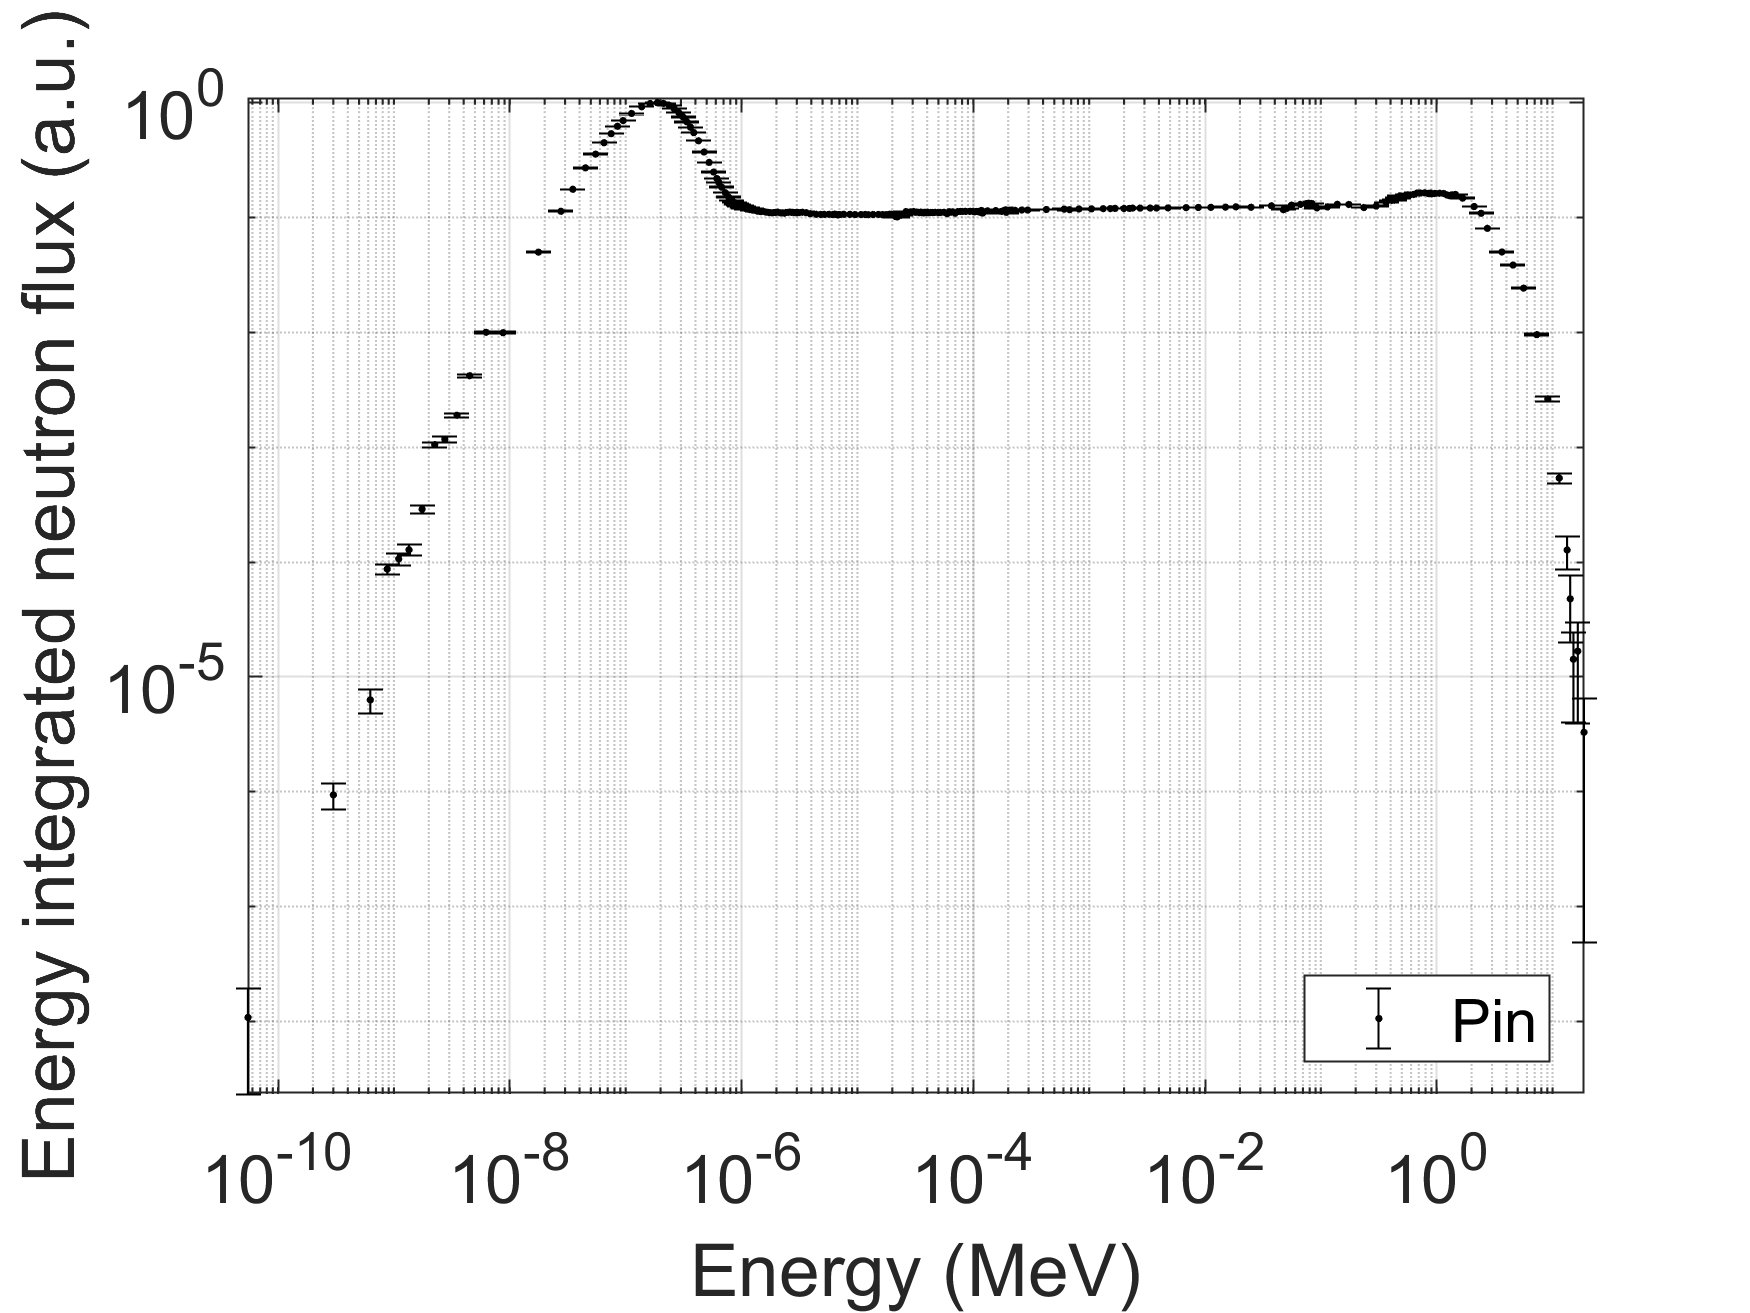 Energy integrated neutron flux (a.u.)
10^0
10^-5
Pin
10^-10 10^-8 10^-6 10^-4 10^-2 10^0
Energy (MeV)